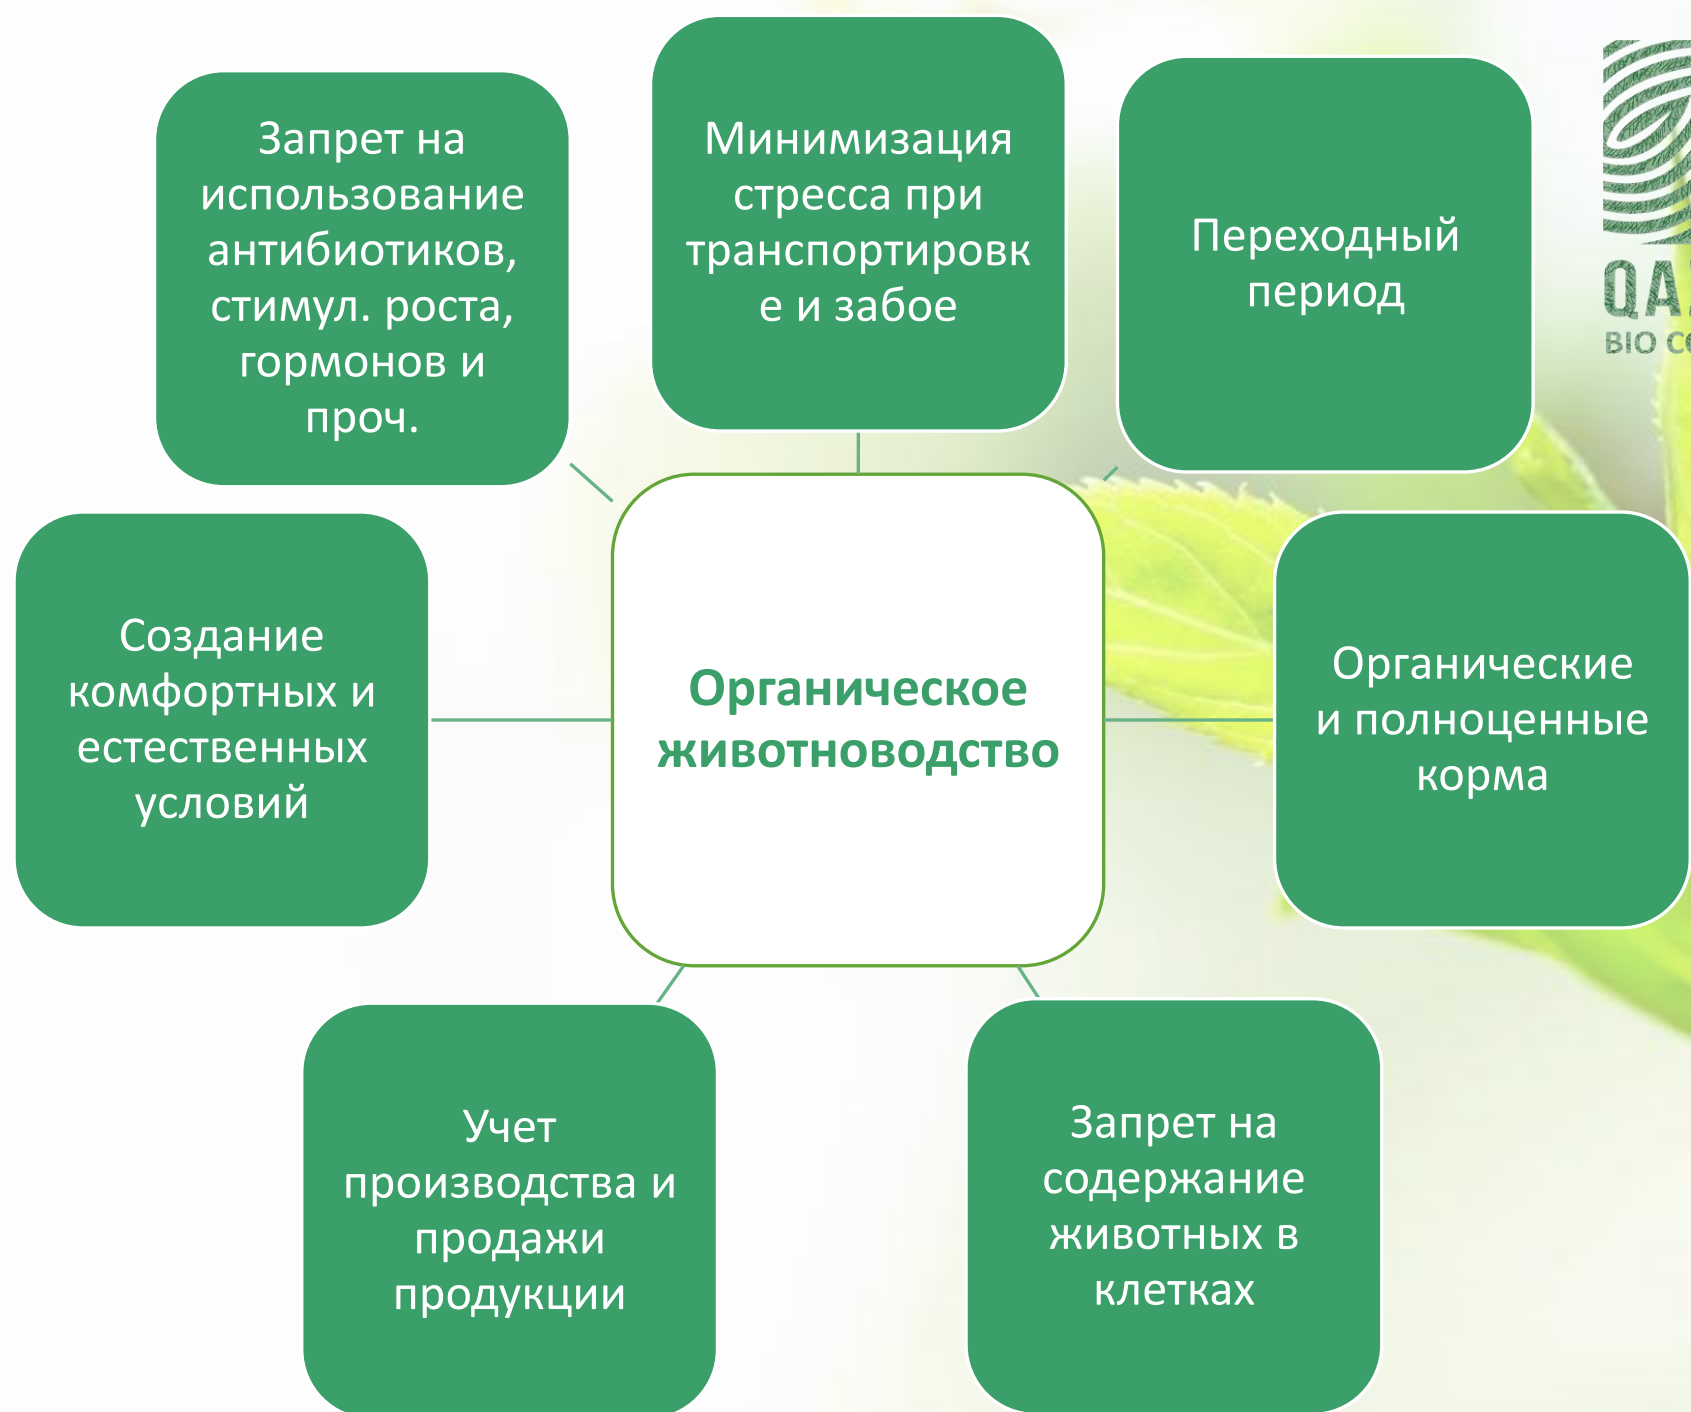 Запрет на
использование
антибиотиков,
стимул. роста,
гормонов и
проч.
Минимизация
стресса при
транспортировк
е и забое
Переходный
период
Создание
комфортных и
естественных
условий
Органическое
животноводство
Органические
и полноценные
корма
Учет
производства и
продажи
продукции
Запрет на
содержание
животных в
клетках
BIO